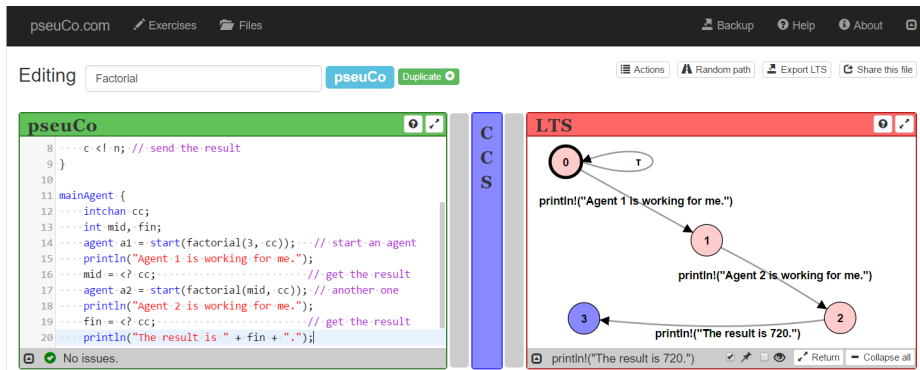 pseuCo.com Exercises Files Backup Help About
Editing Factorial pseuCo Duplicate Actions Random path Export LTS Share this file
pseuCo
8 ····c·<!·n;·//·send·the·result
9 }
10
11 mainAgent·{
12 ····intchan·cc;
13 ····int·mid,·fin;
14 ····agent·a1·=·start(factorial(3,·cc));···//·start·an·agent
15 ····println("Agent·1·is·working·for·me.");
16 ····mid·=·<?·cc;·······················//·get·the·result
17 ····agent·a2·=·start(factorial(mid,·cc));·//·another·one
18 ····println("Agent·2·is·working·for·me.");
19 ····fin·=·<?·cc;·······················//·get·the·result
20 ····println("The·result·is·"·+·fin·+·".");
No issues.
C
C
S
LTS
0 τ
println!("Agent 1 is working for me.")
1
println!("Agent 2 is working for me.")
3 2
println!("The result is 720.")
println!("The result is 720.") Return Collapse all